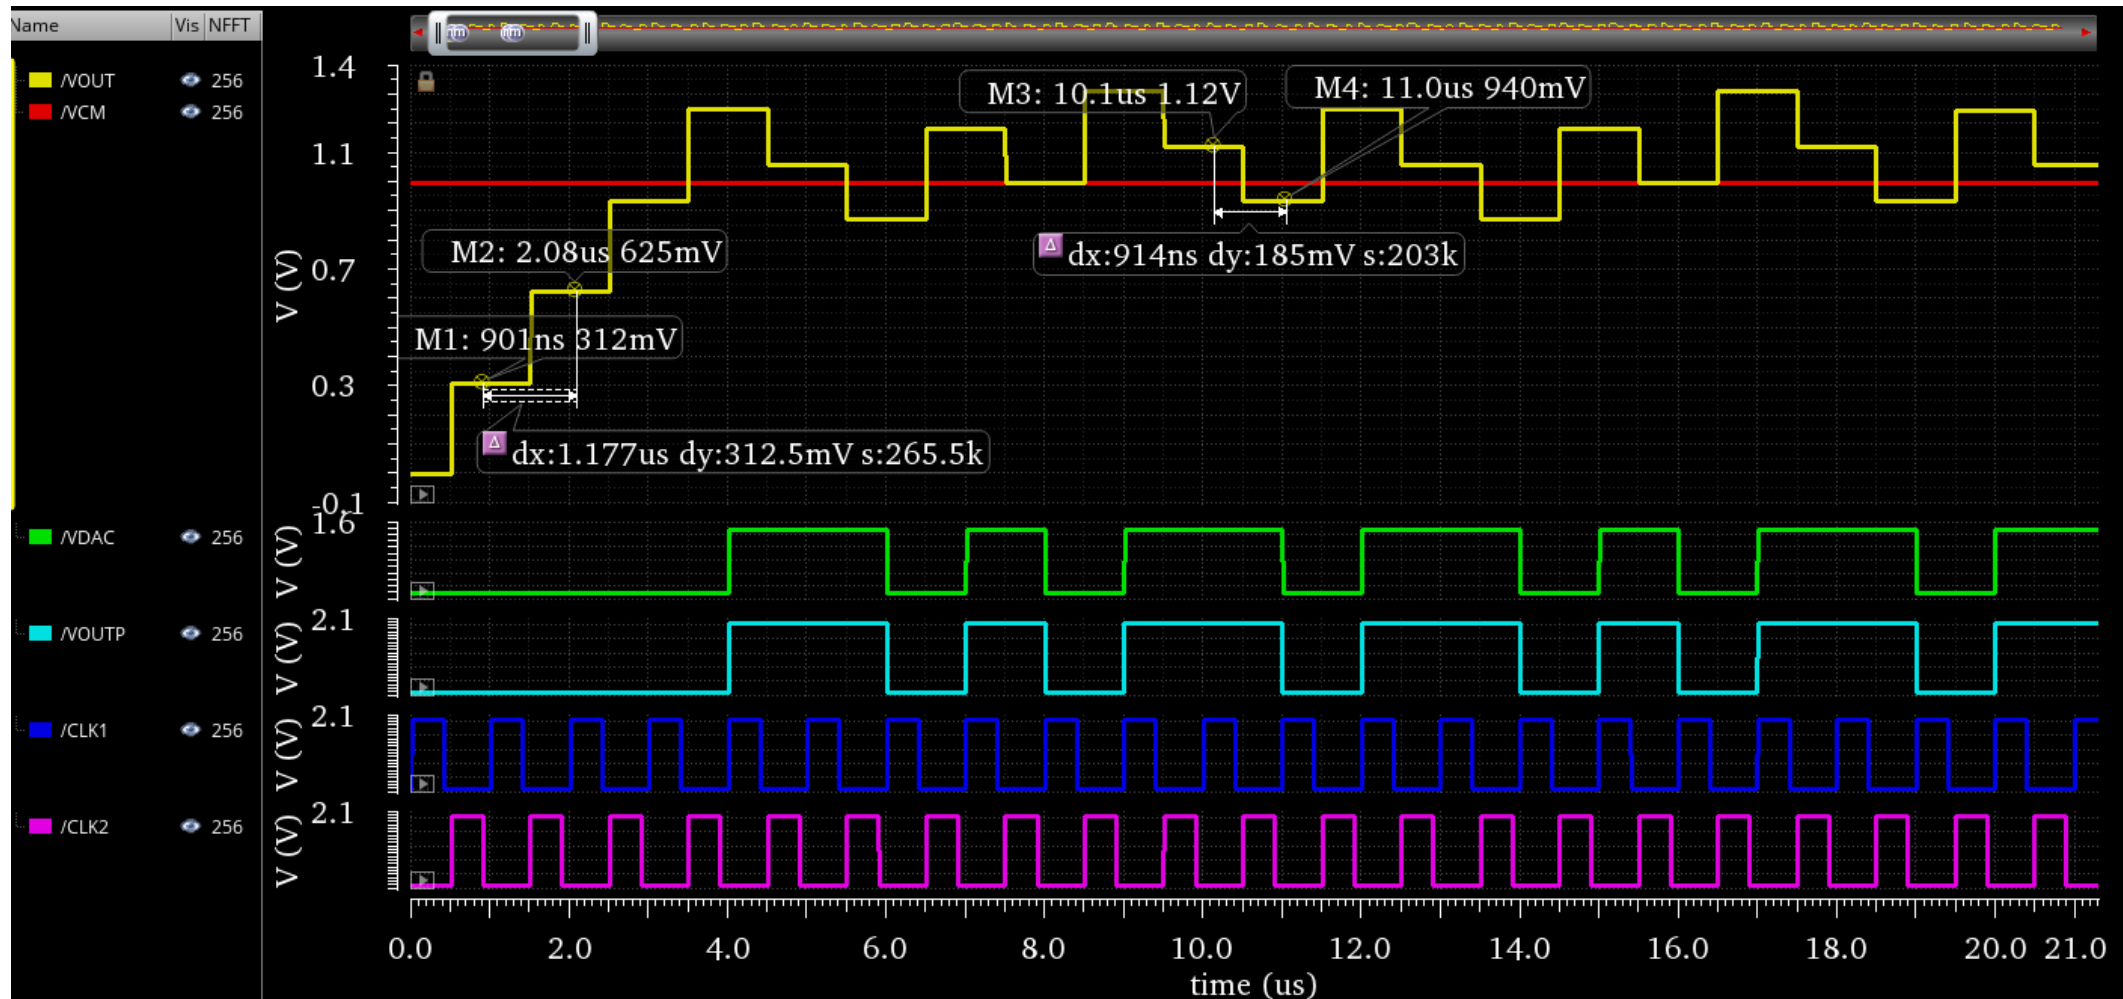 Name Vis NFFT
/VOUT 256
/VCM 256
/VDAC 256
/VOUTP 256
/CLK1 256
/CLK2 256
1.4
1.1
0.7
0.3
-0.1
V (V)
M1: 901ns 312mV
M2: 2.08us 625mV
Δ dx:1.177us dy:312.5mV s:265.5k
M3: 10.1us 1.12V
M4: 11.0us 940mV
Δ dx:914ns dy:185mV s:203k
1.6
V (V)
2.1
V (V)
2.1
V (V)
2.1
V (V)
0.0 2.0 4.0 6.0 8.0 10.0 12.0 14.0 16.0 18.0 20.0 21.0
time (us)